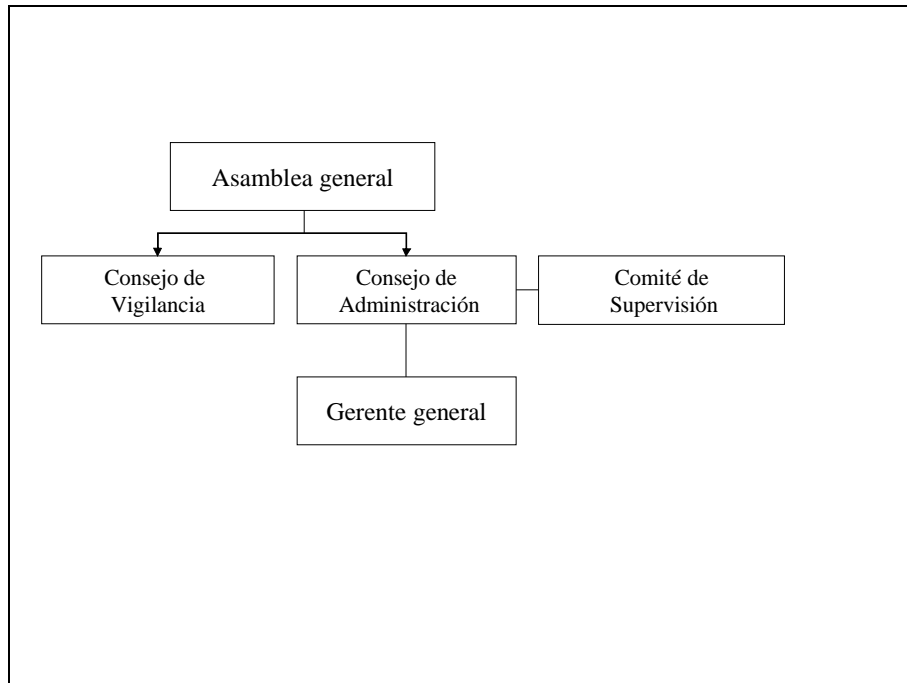 Asamblea general
Consejo de
Vigilancia
Consejo de
Administración
Comité de
Supervisión
Gerente general